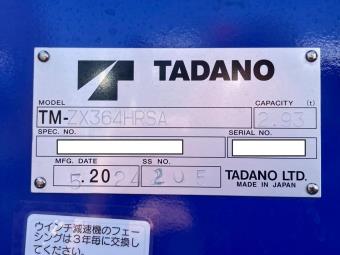 TADANO
MODEL CAPACITY (t)
TM-ZX364HRSA 2.93
SPEC. NO. SERIAL NO.
MFG. DATE SS NO.
5.2024 205
TADANO LTD.
MADE IN JAPAN
ウインチ減速機のフェー
シングは3年毎に交換し
てください。